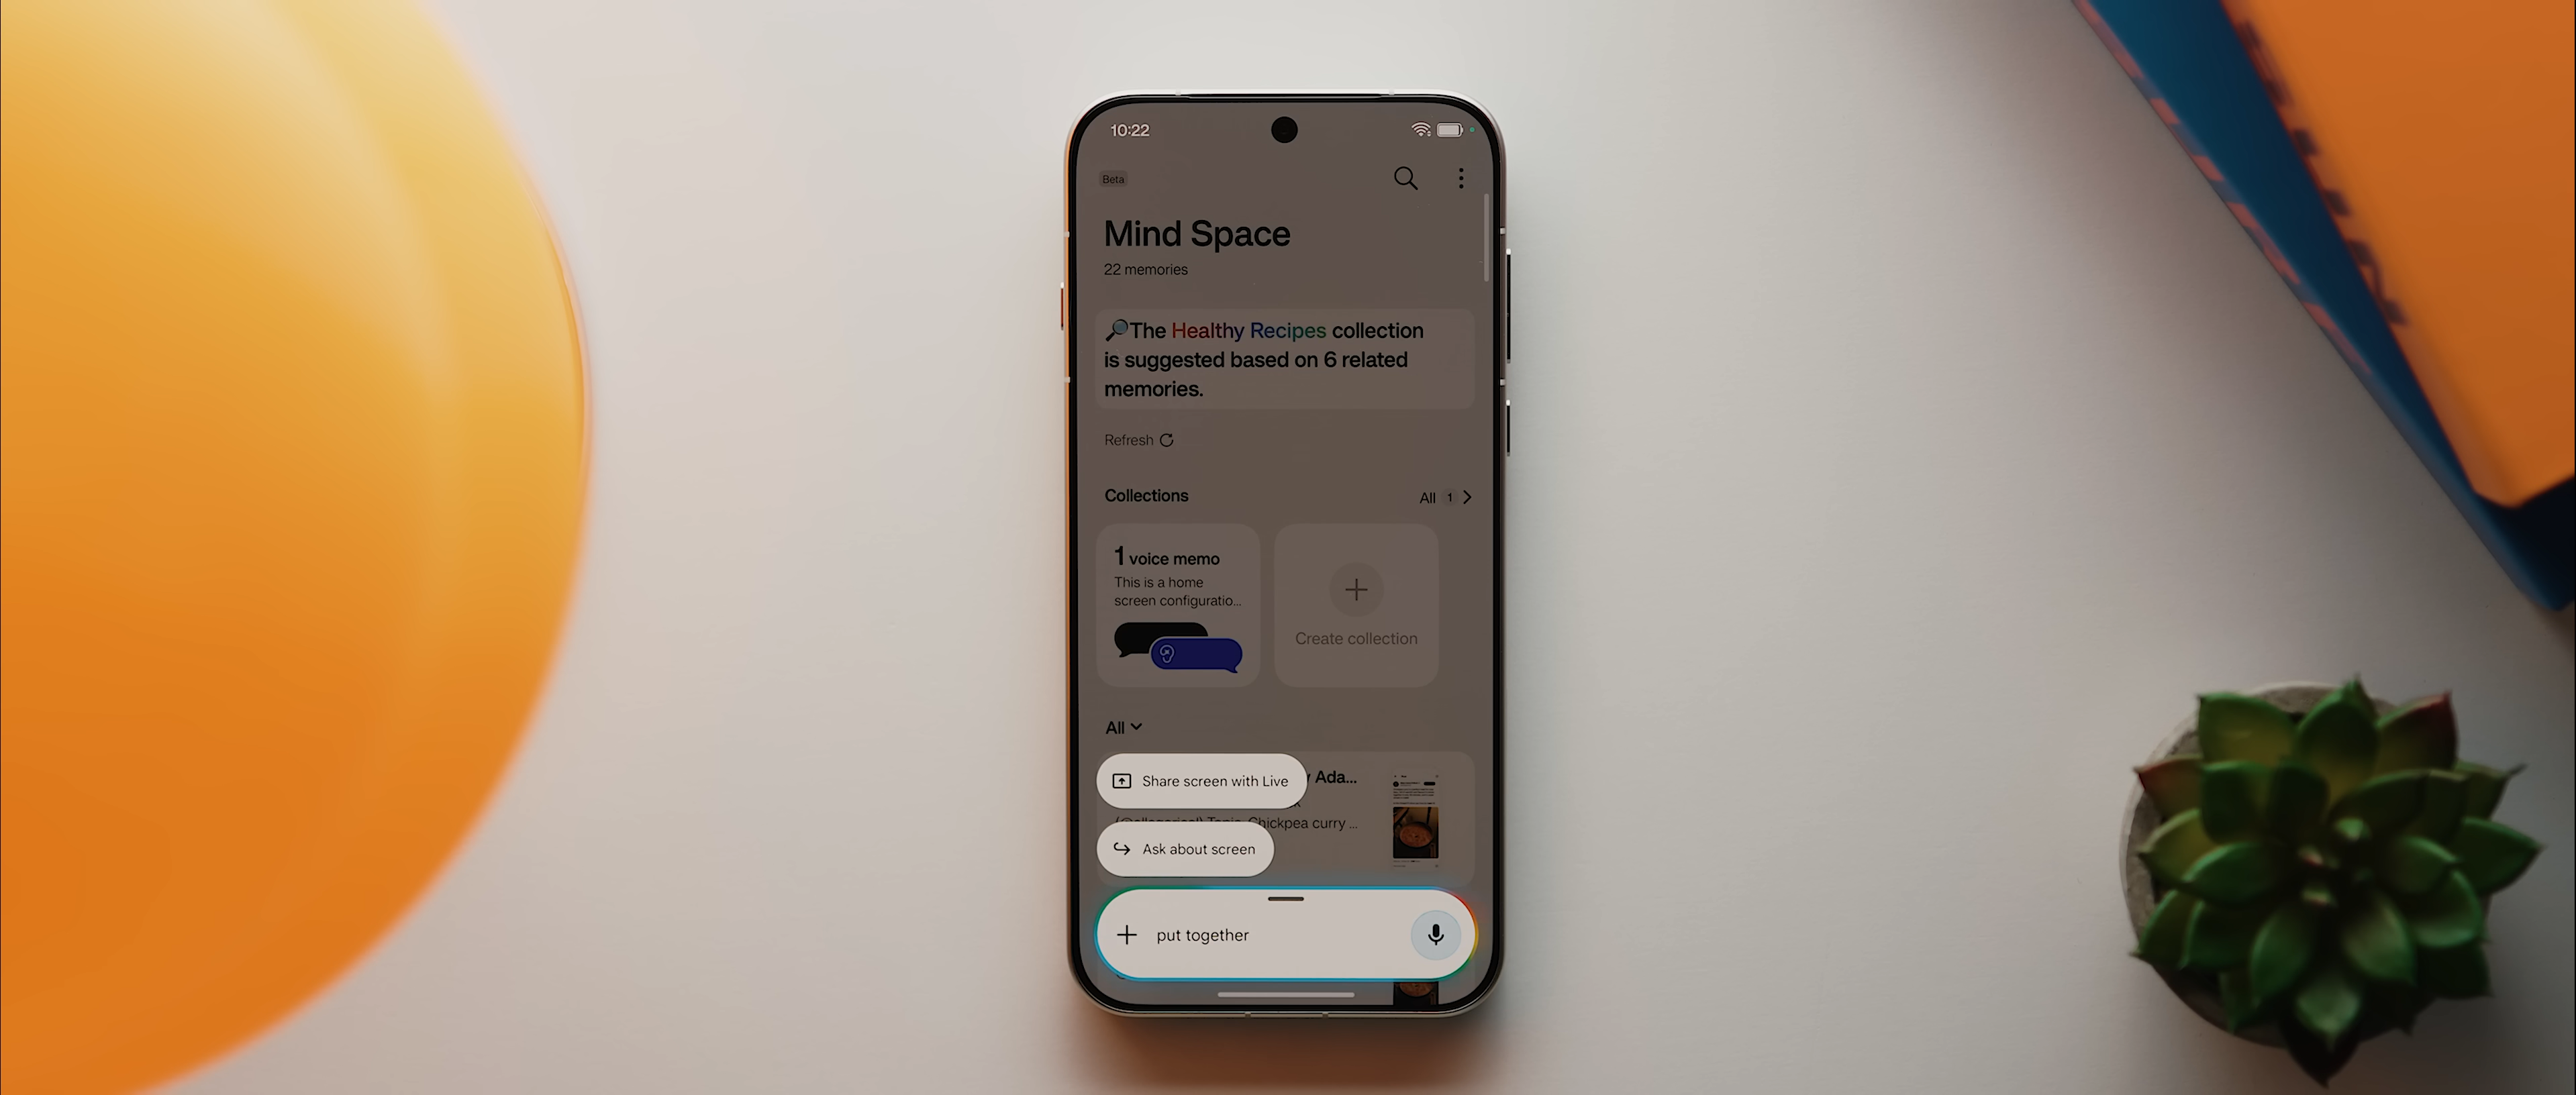 10:22
Beta
Mind Space
22 memories
The Healthy Recipes collection
is suggested based on 6 related
memories.
Refresh
Collections
All 1
1 voice memo
This is a home
screen configuratio...
Create collection
All
Share screen with Live
Ada...
Chickpea curry ...
Ask about screen
put together